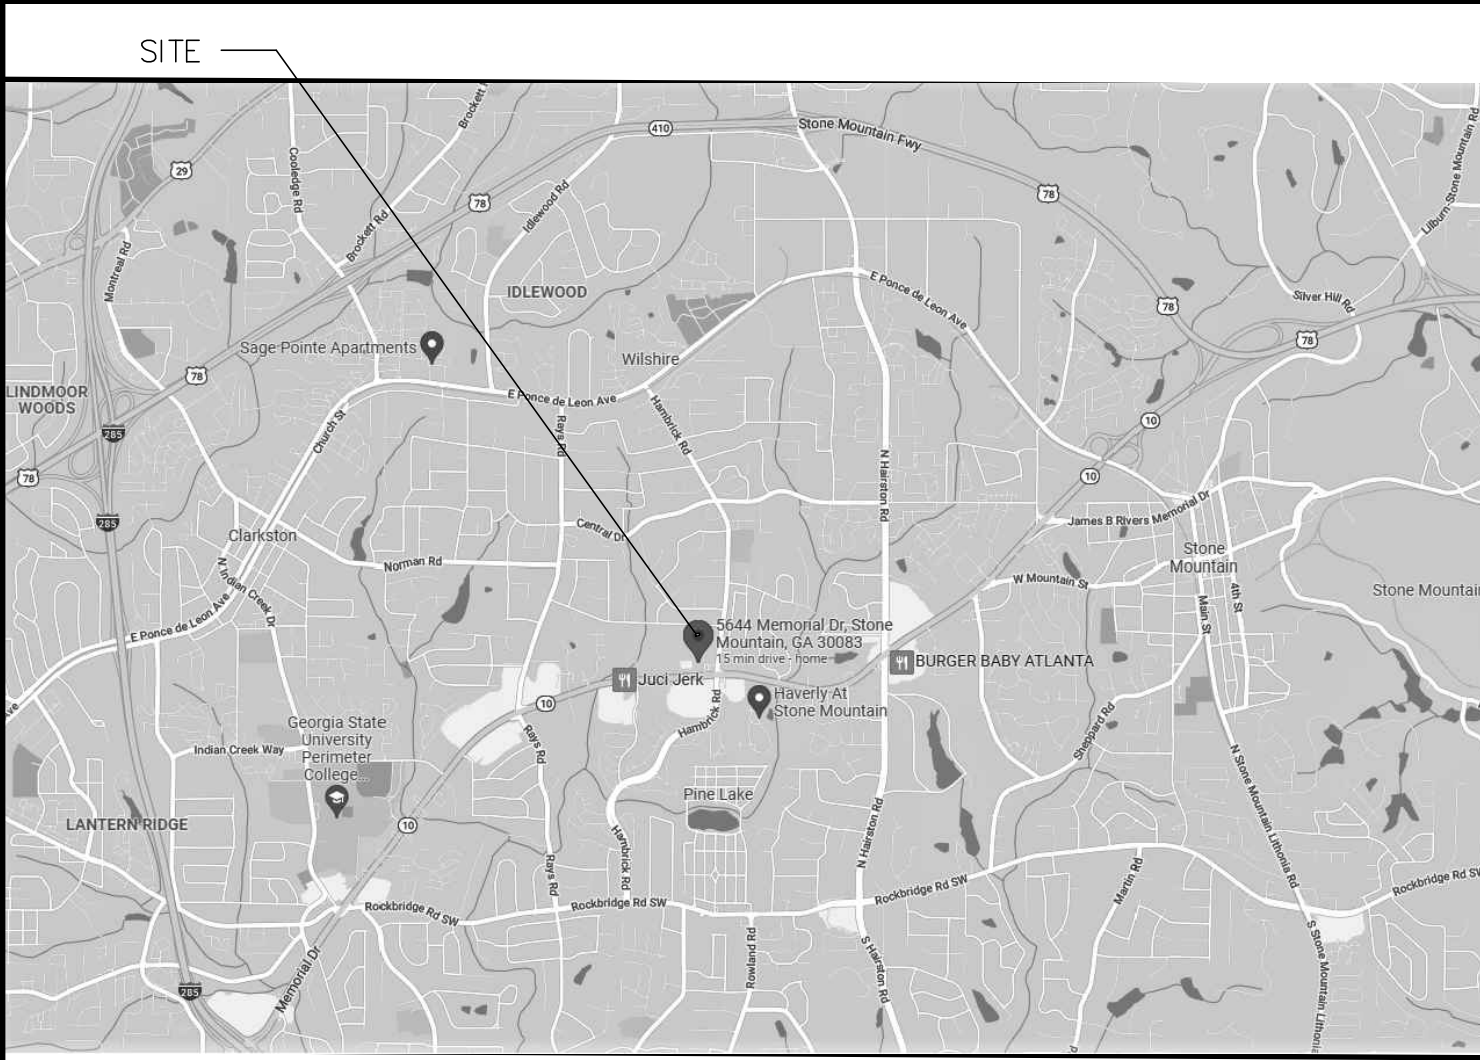 SITE
Brockett
410
Stone Mountain Fwy
29
Cooledge Rd
78
78
Idlewood Rd
Brockett Rd
Lilburn-Stone Mountain Rd
Montreal Rd
IDLEWOOD
E Ponce de Leon Ave
Silver Hill Rd
78
78
Sage Pointe Apartments
Wilshire
78
LINDMOOR
WOODS
E Ponce de Leon Ave
Church St
Rays Rd
Hambrick Rd
285
10
78
10
N Hairston Rd
285
Central Dr
James B Rivers Memorial Dr
Clarkston
Norman Rd
Stone
Mountain
N Indian Creek Dr
W Mountain St
4th St
Main St
Stone Mountai
E Ponce de Leon Ave
5644 Memorial Dr, Stone
Mountain, GA 30083
15 min drive - home
BURGER BABY ATLANTA
Juci Jerk
Haverly At
Stone Mountain
ve
10
Hambrick Rd
Sheppard Rd
Georgia State
University
Perimeter
College...
Indian Creek Way
Rays Rd
N Stone Mountain Lithonia Rd
Pine Lake
LANTERN RIDGE
10
N Hairston Rd
Hambrick Rd
Rays Rd
Martin Rd
Rockbridge Rd SW
Rockbridge Rd SW
Rockbridge Rd SW
Rockbridge Rd SW
Memorial Dr
Rowland Rd
S Hairston Rd
S Stone Mountain Lithonia
285